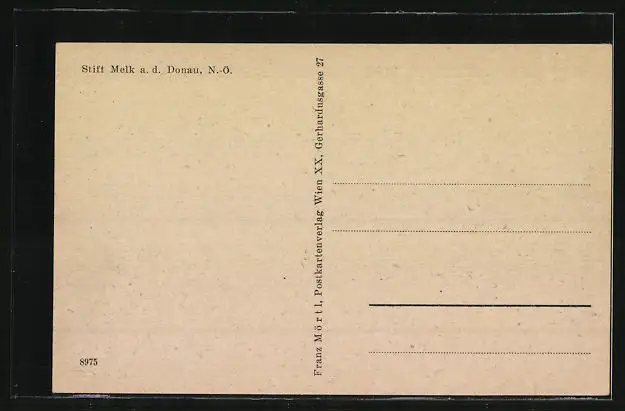 Stift Melk a. d. Donau, N.-Ö.
Franz Mörtl, Postkartenverlag Wien XX, Gerhardusgasse 27
8975